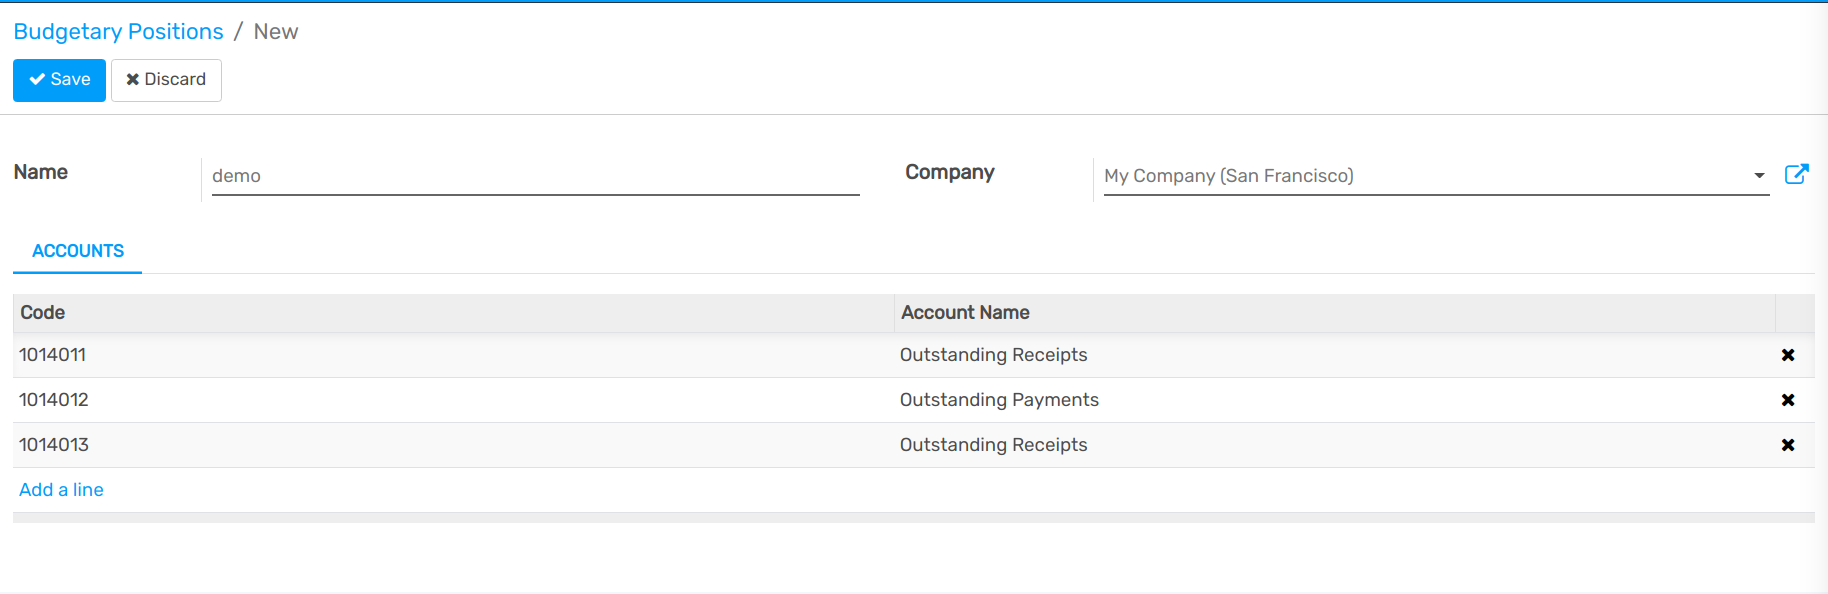 Budgetary Positions / New
Save Discard
Name demo Company My Company (San Francisco)
ACCOUNTS
Code Account Name
1014011 Outstanding Receipts
1014012 Outstanding Payments
1014013 Outstanding Receipts
Add a line